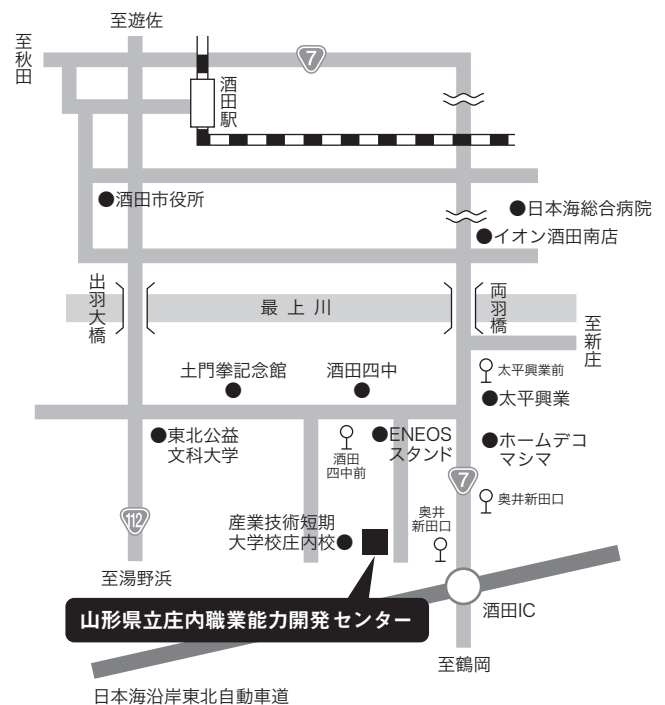 至遊佐
至秋田
7
酒田駅
酒田市役所
日本海総合病院
イオン酒田南店
出羽大橋
最上川
両羽橋
至新庄
土門拳記念館
酒田四中
太平興業前
太平興業
東北公益
文科大学
酒田
四中前
ENEOS
スタンド
ホームデコ
マシマ
7
奥井新田口
112
産業技術短期
大学校庄内校
奥井
新田口
至湯野浜
山形県立庄内職業能力開発センター
酒田IC
至鶴岡
日本海沿岸東北自動車道